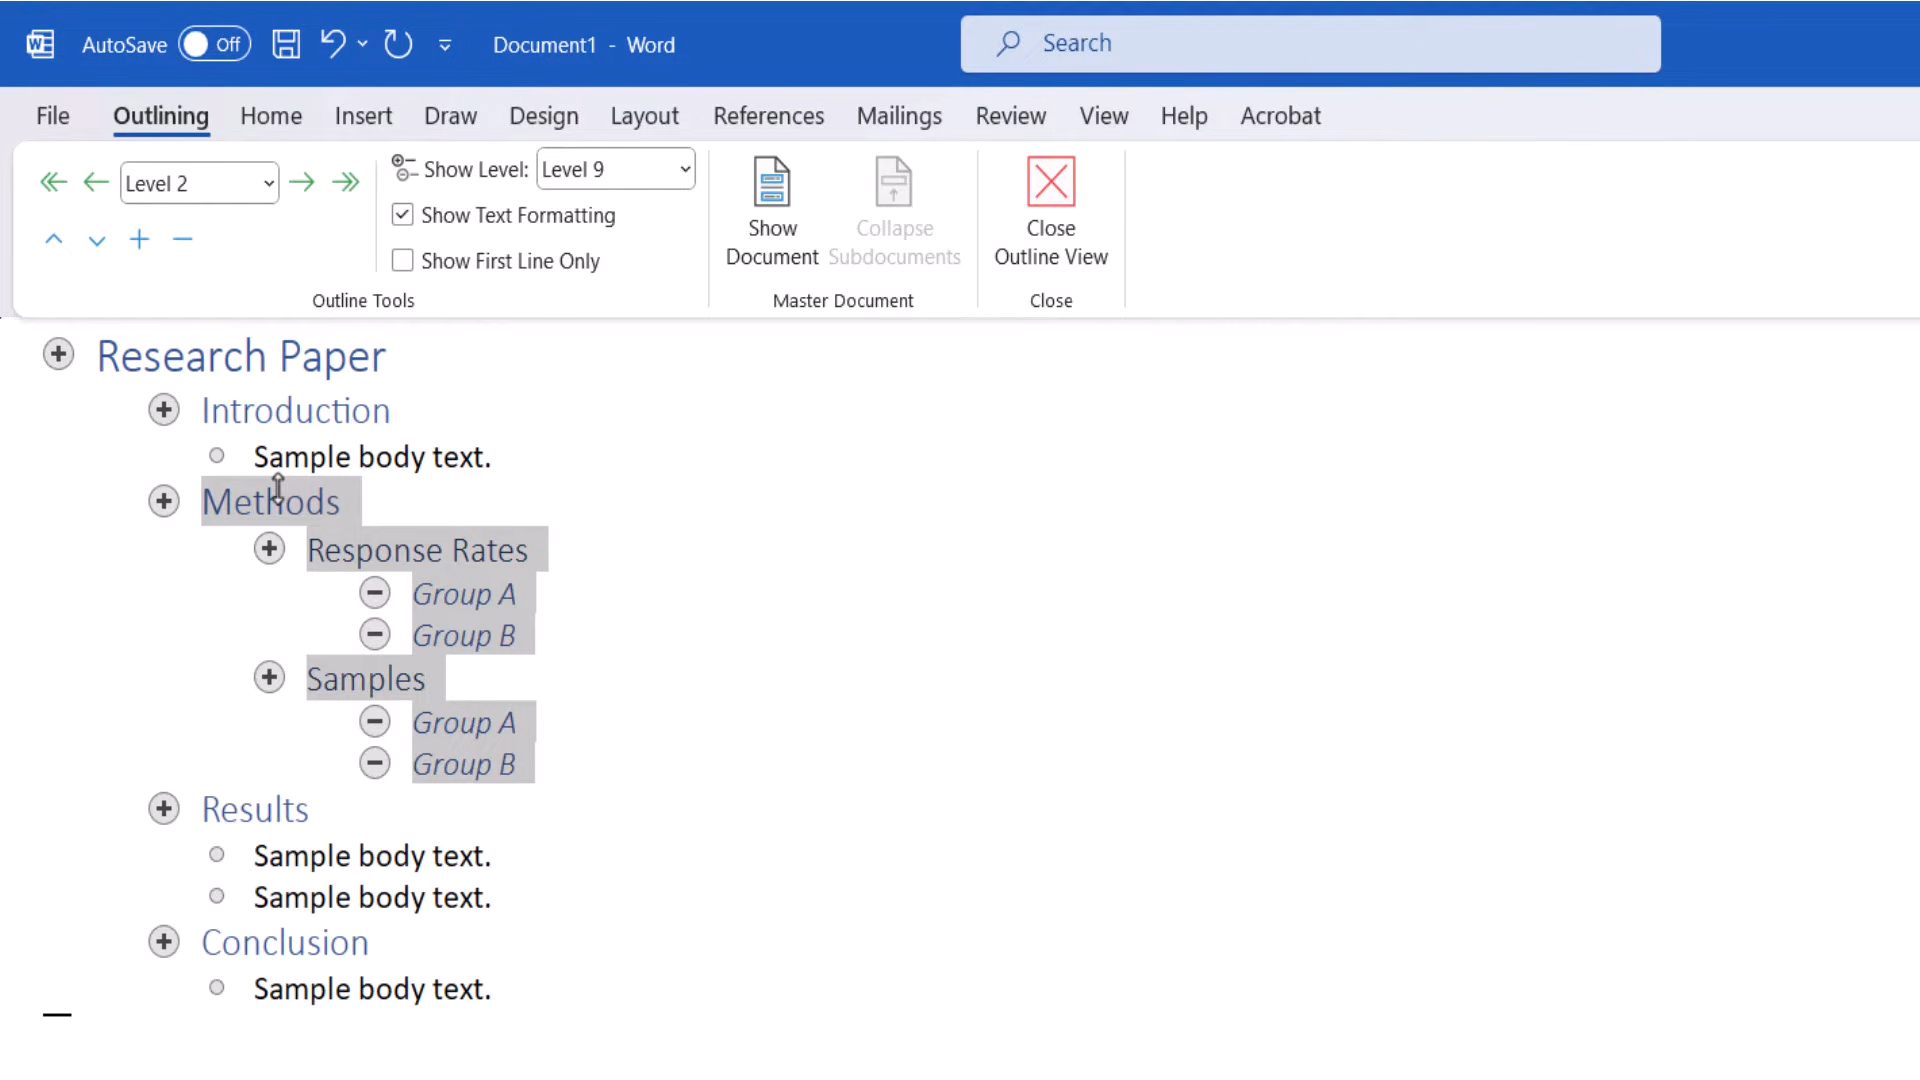 AutoSave Off Document1 - Word Search
File Outlining Home Insert Draw Design Layout References Mailings Review View Help Acrobat
Level 2
Show Level: Level 9
Show Text Formatting
Show First Line Only
Outline Tools
Show Document
Collapse Subdocuments
Master Document
Close Outline View
Close
Research Paper
Introduction
Sample body text.
Methods
Response Rates
Group A
Group B
Samples
Group A
Group B
Results
Sample body text.
Sample body text.
Conclusion
Sample body text.